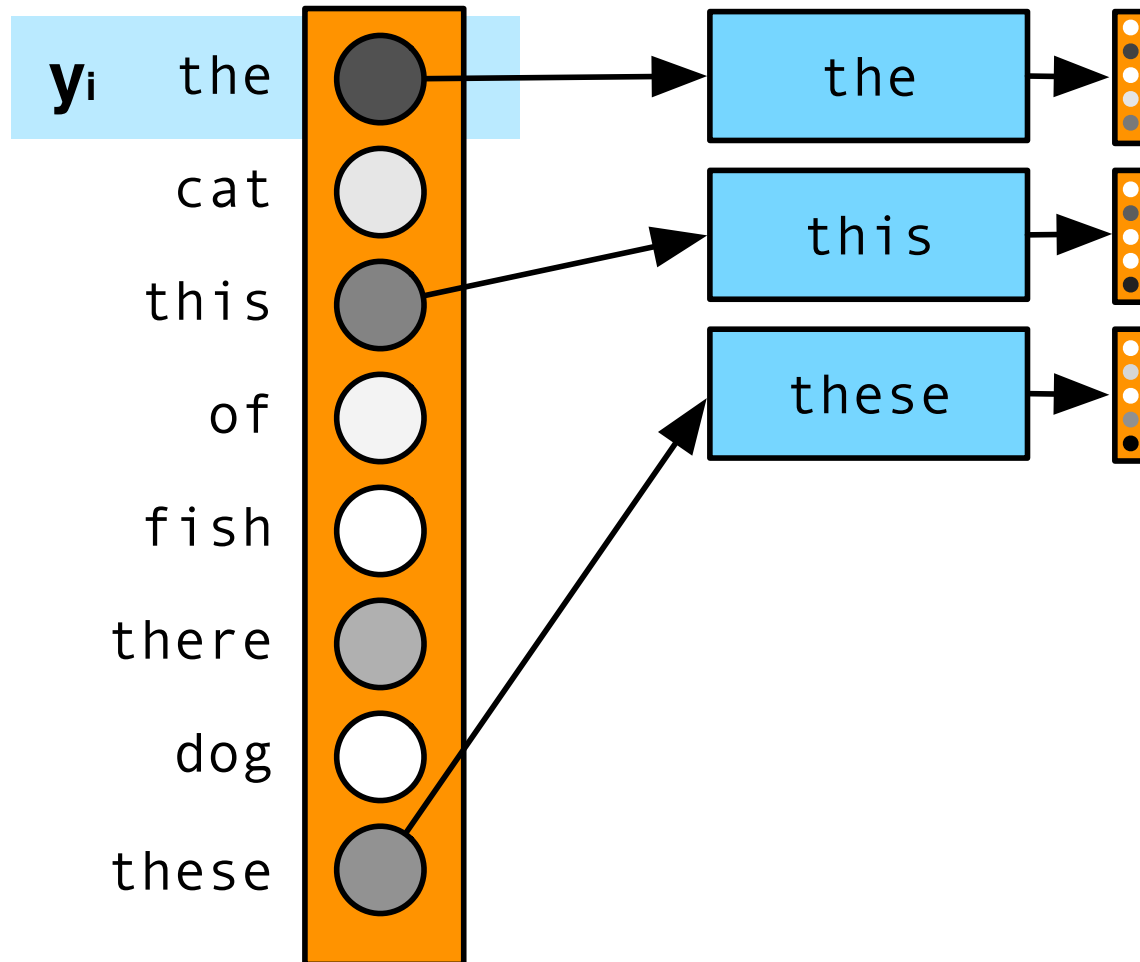 yi the
cat
this
of
fish
there
dog
these
the
this
these